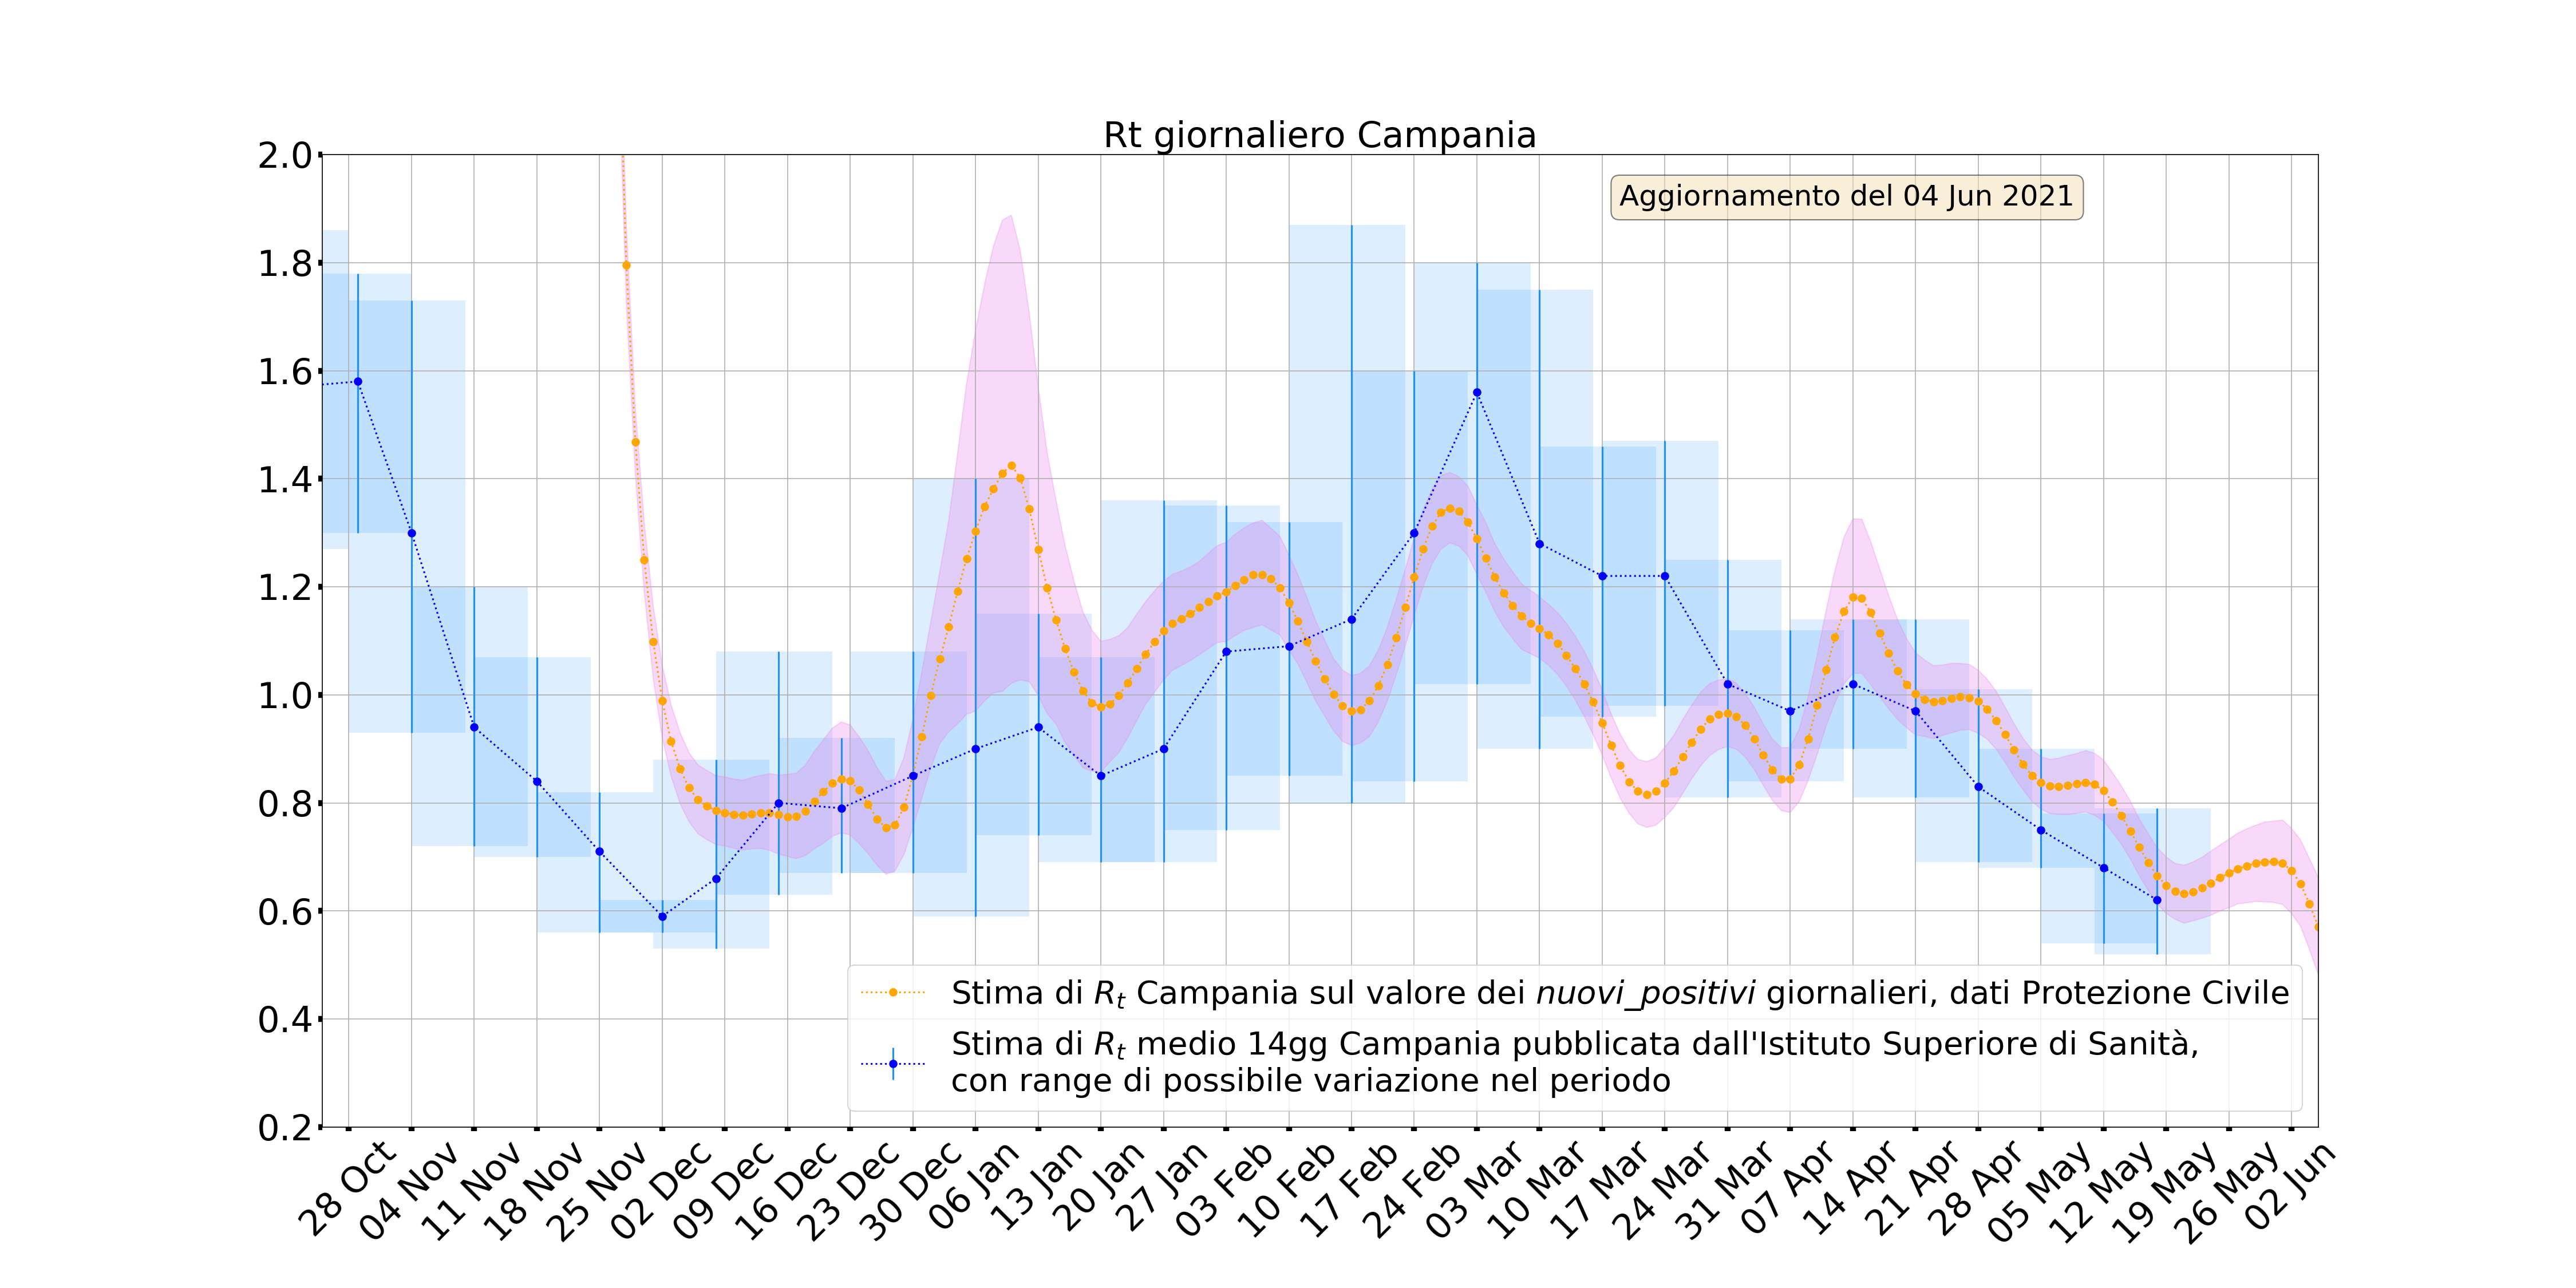 Rt giornaliero Campania
Aggiornamento del 04 Jun 2021
2.0
1.8
1.6
1.4
1.2
1.0
0.8
0.6
0.4
0.2
Stima di Rt Campania sul valore dei nuovi_positivi giornalieri, dati Protezione Civile
Stima di Rt medio 14gg Campania pubblicata dall'Istituto Superiore di Sanità,
con range di possibile variazione nel periodo
28 Oct
04 Nov
11 Nov
18 Nov
25 Nov
02 Dec
09 Dec
16 Dec
23 Dec
30 Dec
06 Jan
13 Jan
20 Jan
27 Jan
03 Feb
10 Feb
17 Feb
24 Feb
03 Mar
10 Mar
17 Mar
24 Mar
31 Mar
07 Apr
14 Apr
21 Apr
28 Apr
05 May
12 May
19 May
26 May
02 Jun